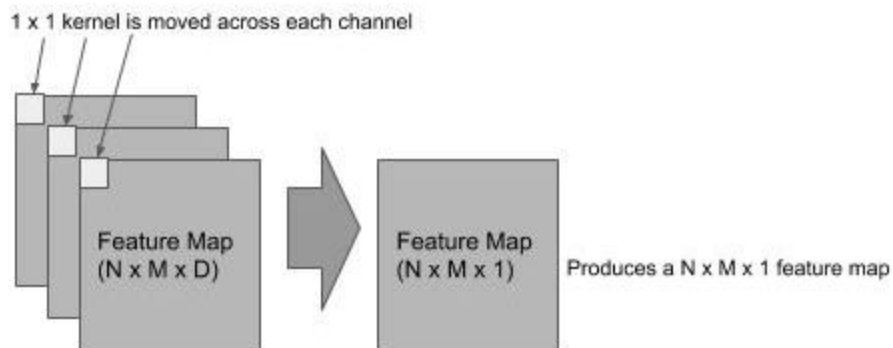 1 x 1 kernel is moved across each channel
Feature Map
(N x M x D)
Feature Map
(N x M x 1)
Produces a N x M x 1 feature map